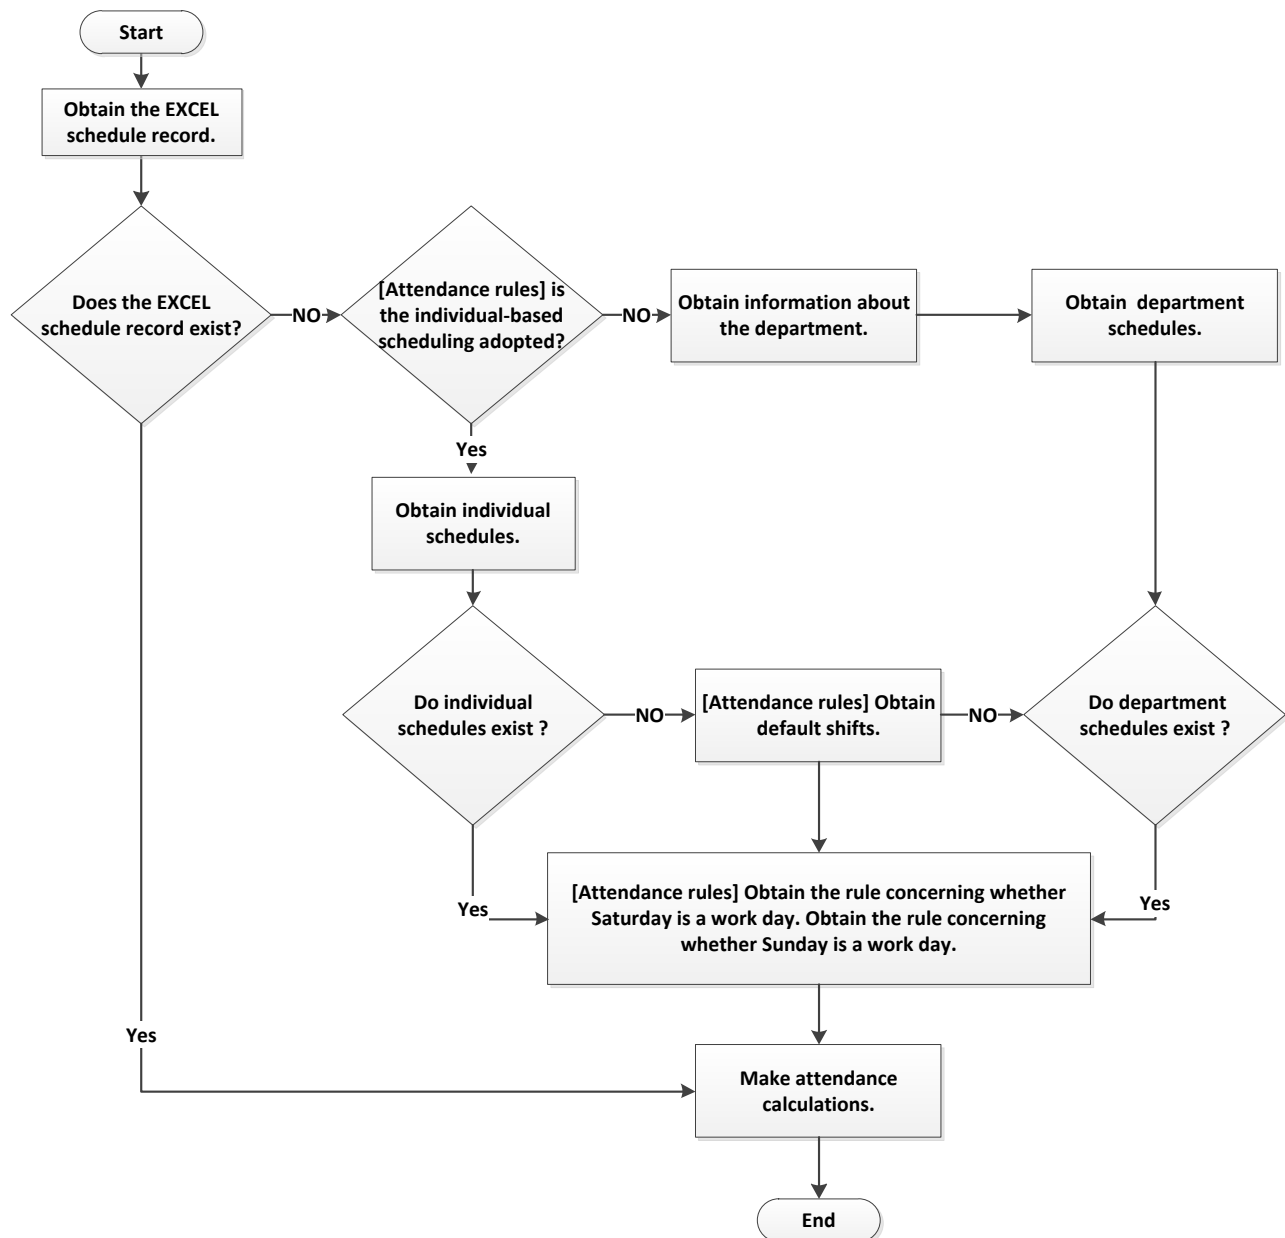 Start
Obtain the EXCEL
schedule record.
Does the EXCEL
schedule record exist?
NO
[Attendance rules] is
the individual-based
scheduling adopted?
NO
Obtain information about
the department.
Obtain  department
schedules.
Yes
Obtain individual
schedules.
Do individual
schedules exist ?
NO
[Attendance rules] Obtain
default shifts.
NO
Do department
schedules exist ?
Yes
[Attendance rules] Obtain the rule concerning whether
Saturday is a work day. Obtain the rule concerning
whether Sunday is a work day.
Yes
Yes
Make attendance
calculations.
End